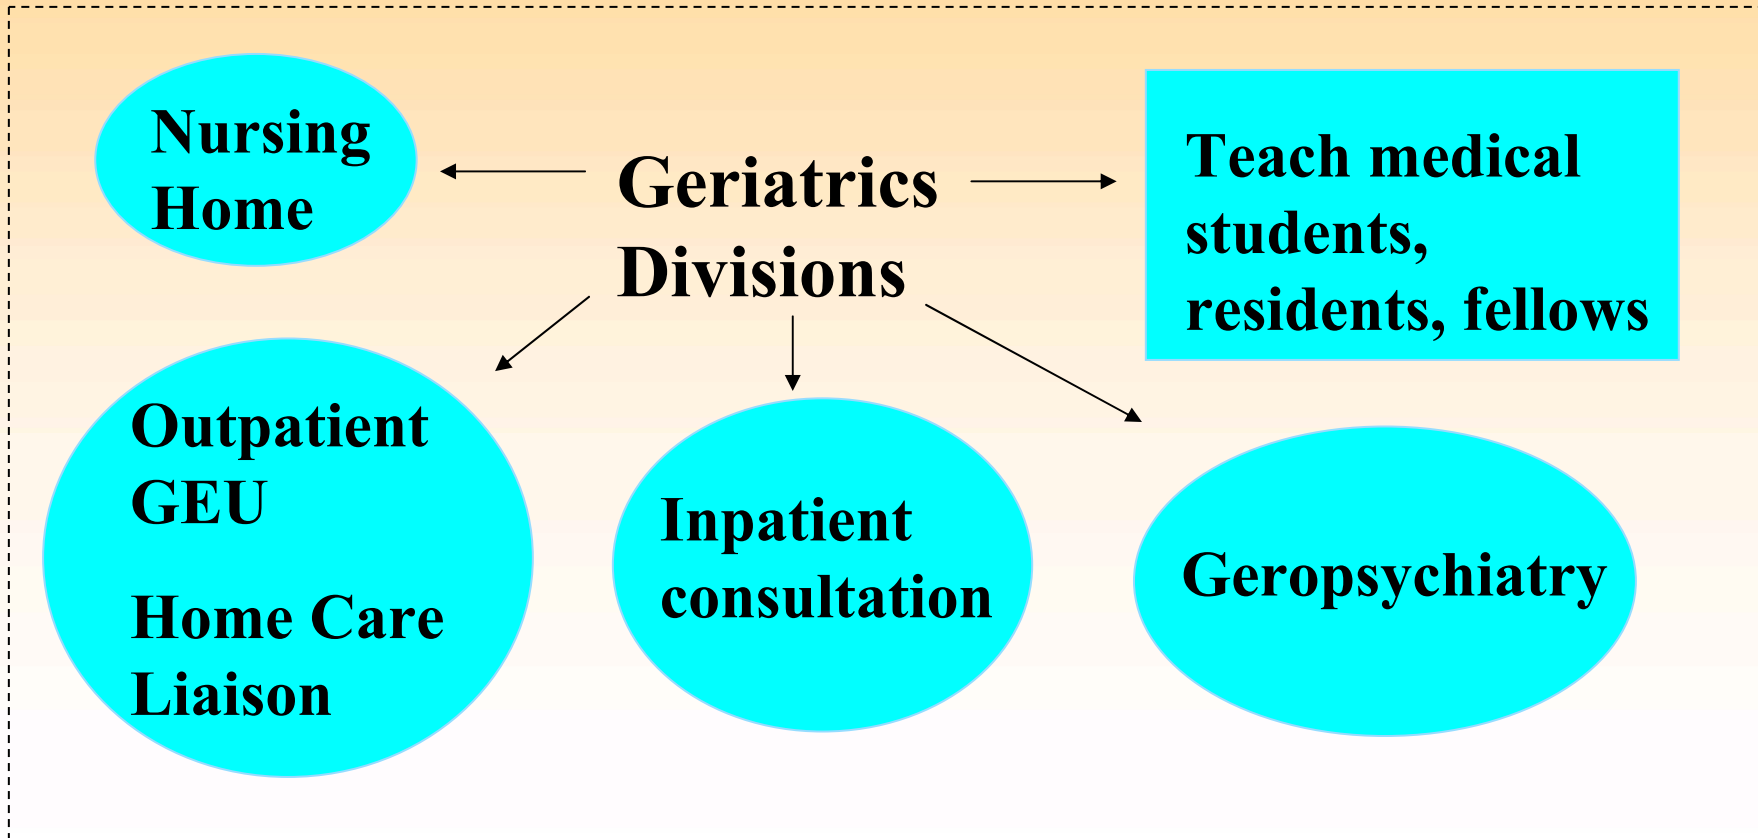 Nursing
Home
Geriatrics
Divisions
Teach medical
students,
residents, fellows
Outpatient
GEU
Home Care
Liaison
Inpatient
consultation
Geropsychiatry